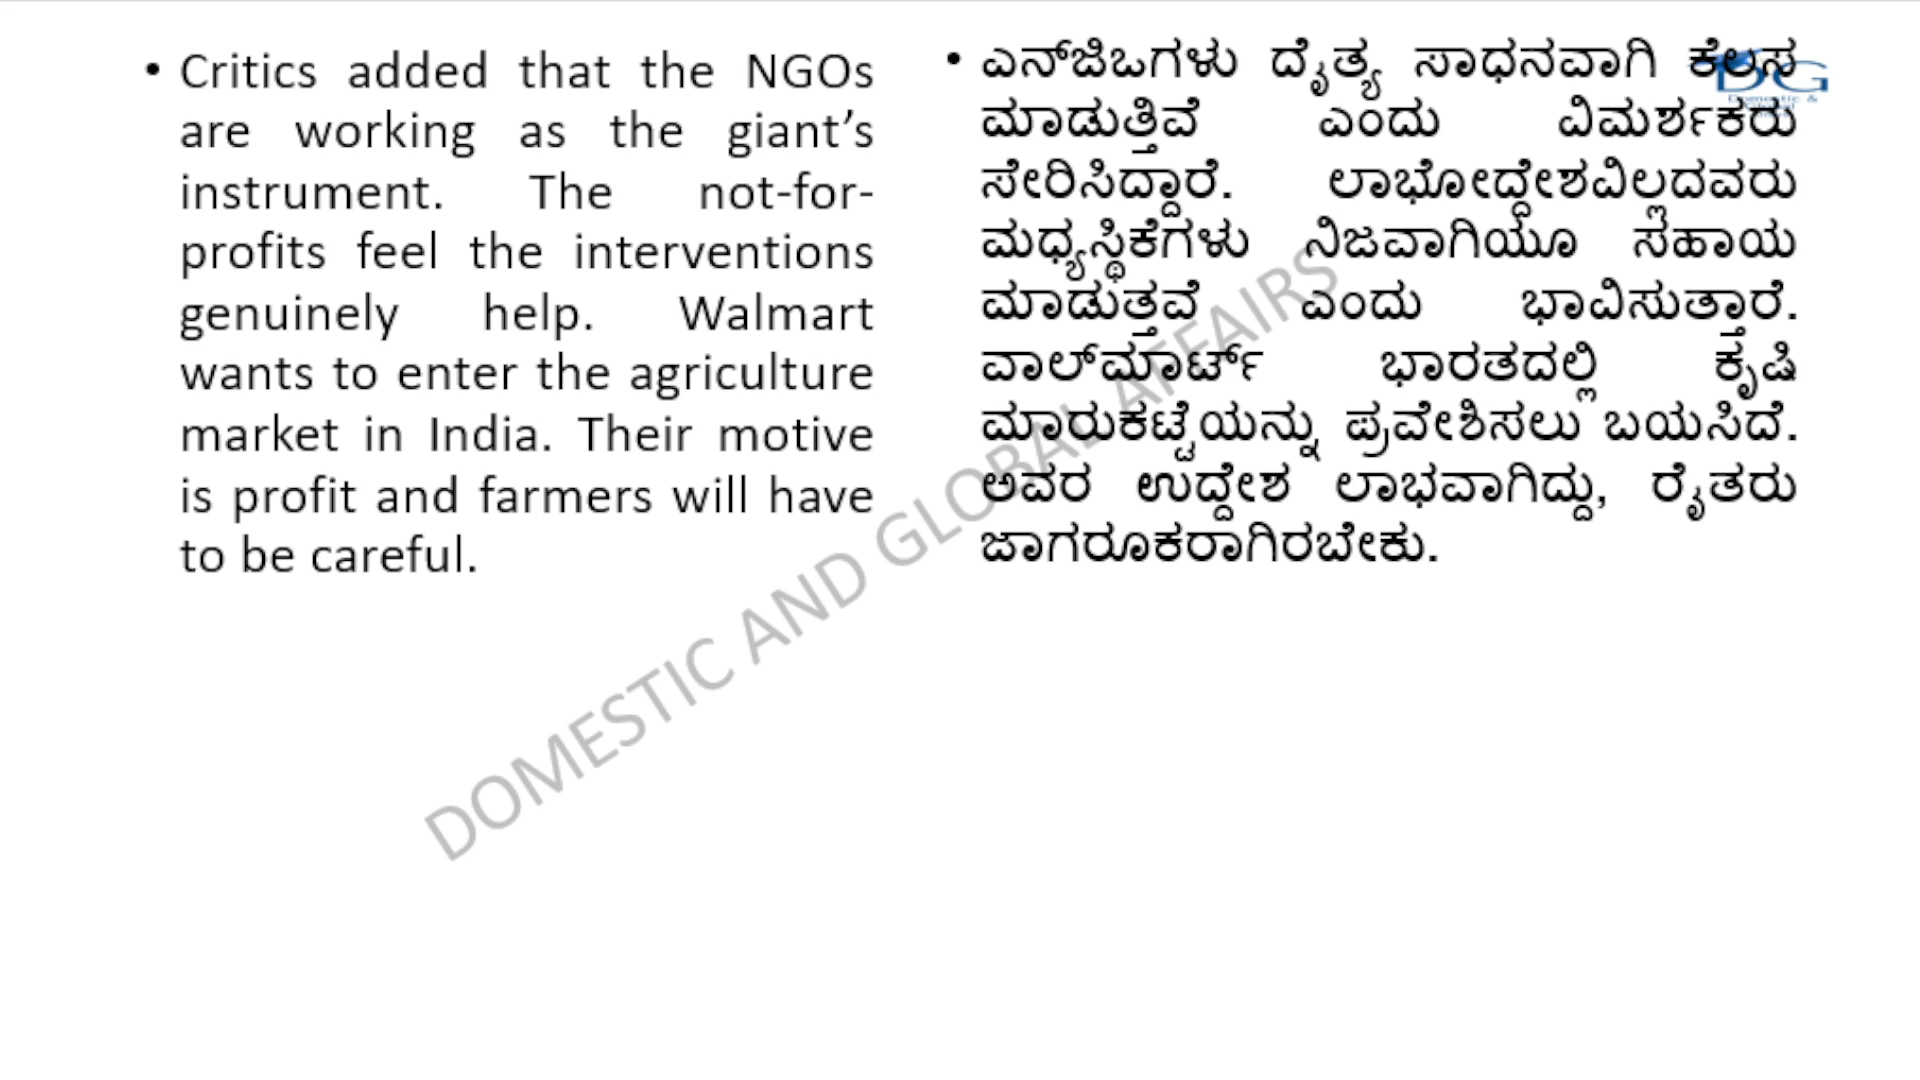 • Critics added that the NGOs
are working as the giant’s
instrument. The not-for-
profits feel the interventions
genuinely help. Walmart
wants to enter the agriculture
market in India. Their motive
is profit and farmers will have
to be careful.
• ಎನ್‌ಜಿಒಗಳು ದೈತ್ಯ ಸಾಧನವಾಗಿ ಕೆಲಸ
ಮಾಡುತ್ತಿವೆ ಎಂದು ವಿಮರ್ಶಕರು
ಸೇರಿಸಿದ್ದಾರೆ. ಲಾಭೋದ್ದೇಶವಿಲ್ಲದವರು
ಮಧ್ಯಸ್ಥಿಕೆಗಳು ನಿಜವಾಗಿಯೂ ಸಹಾಯ
ಮಾಡುತ್ತವೆ ಎಂದು ಭಾವಿಸುತ್ತಾರೆ.
ವಾಲ್‌ಮಾರ್ಟ್ ಭಾರತದಲ್ಲಿ ಕೃಷಿ
ಮಾರುಕಟ್ಟೆಯನ್ನು ಪ್ರವೇಶಿಸಲು ಬಯಸಿದೆ.
ಅವರ ಉದ್ದೇಶ ಲಾಭವಾಗಿದ್ದು, ರೈತರು
ಜಾಗರೂಕರಾಗಿರಬೇಕು.
DG
Domestic &
DOMESTIC AND GLOBAL AFFAIRS